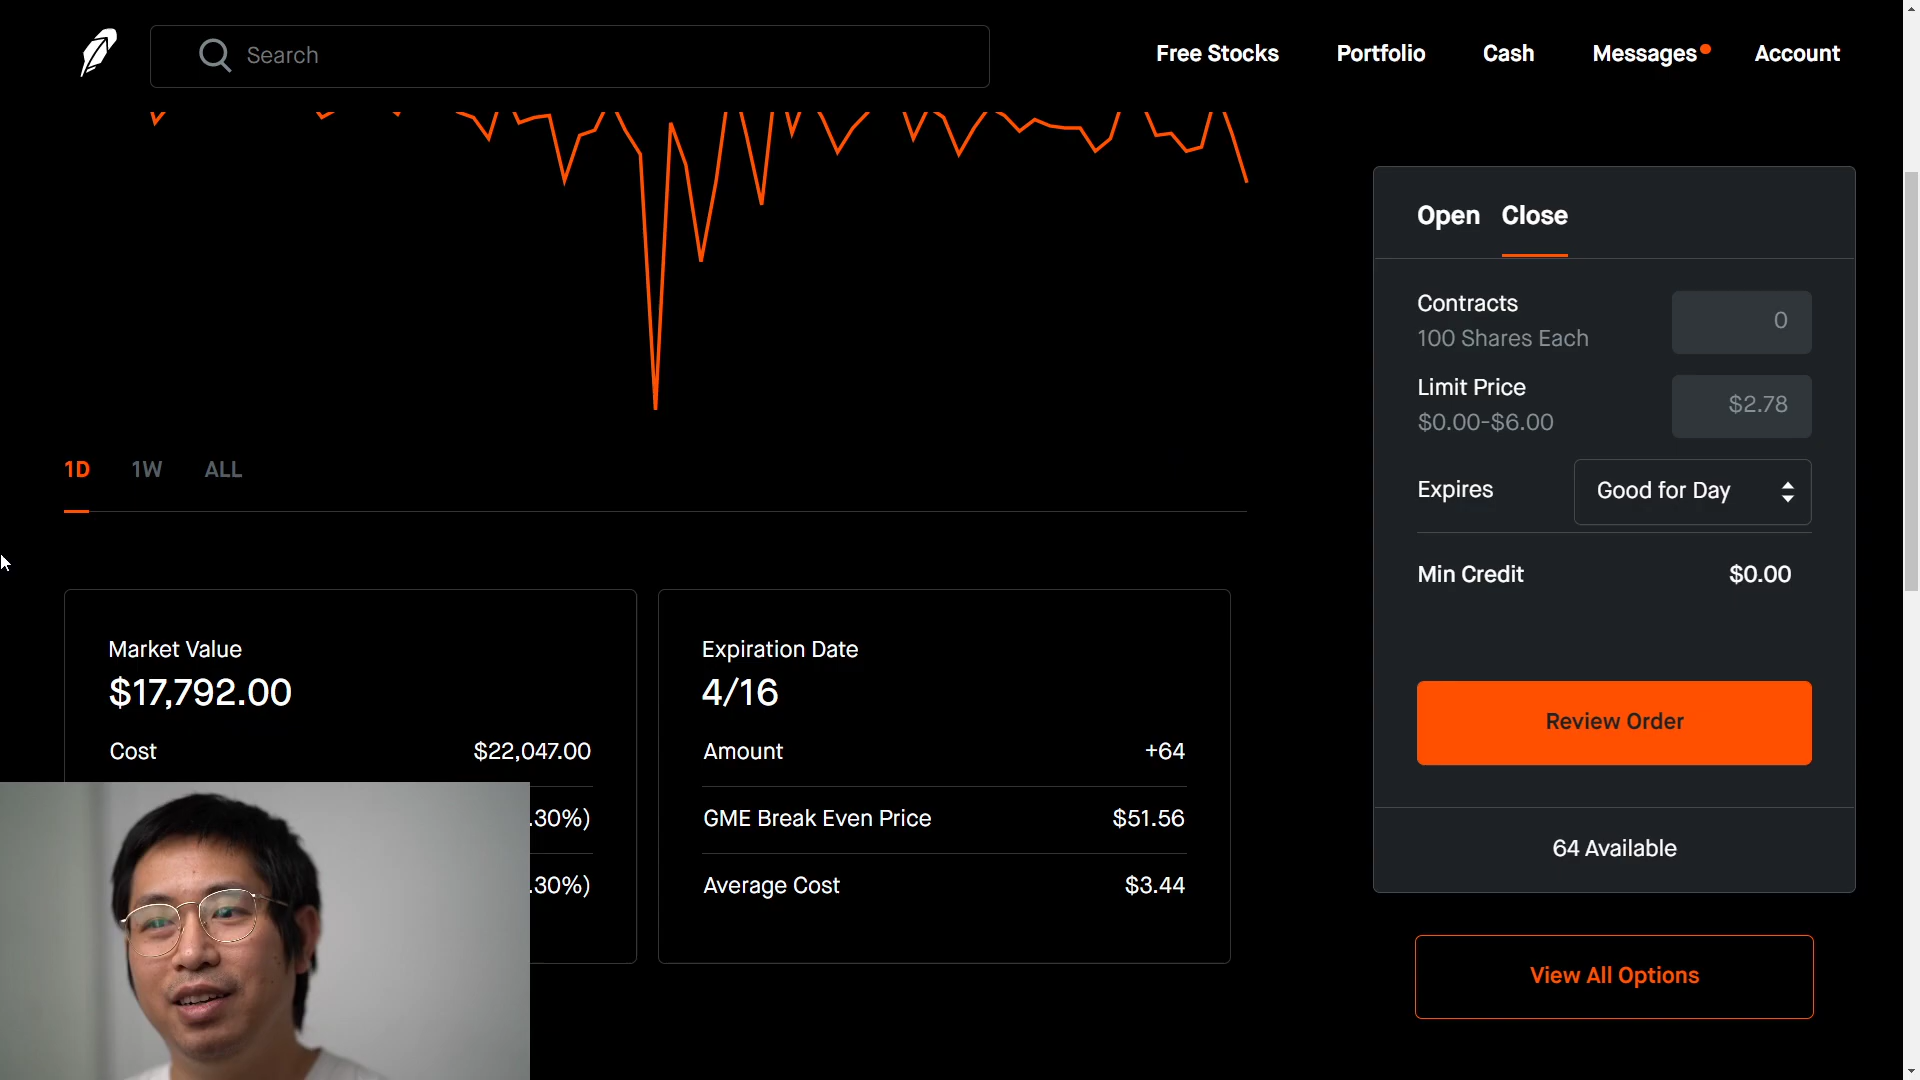 Search
Free Stocks
Portfolio
Cash
Messages
Account
Open
Close
Contracts
0
100 Shares Each
Limit Price
$2.78
$0.00-$6.00
Expires
Good for Day
Min Credit
$0.00
Review Order
64 Available
View All Options
1D
1W
ALL
Market Value
$17,792.00
Cost
$22,047.00
.30%)
.30%)
Expiration Date
4/16
Amount
+64
GME Break Even Price
$51.56
Average Cost
$3.44